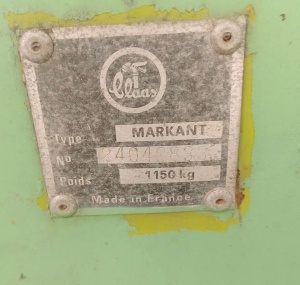 Claas
Type MARKANT
No
Poids 1150 kg
Made in France